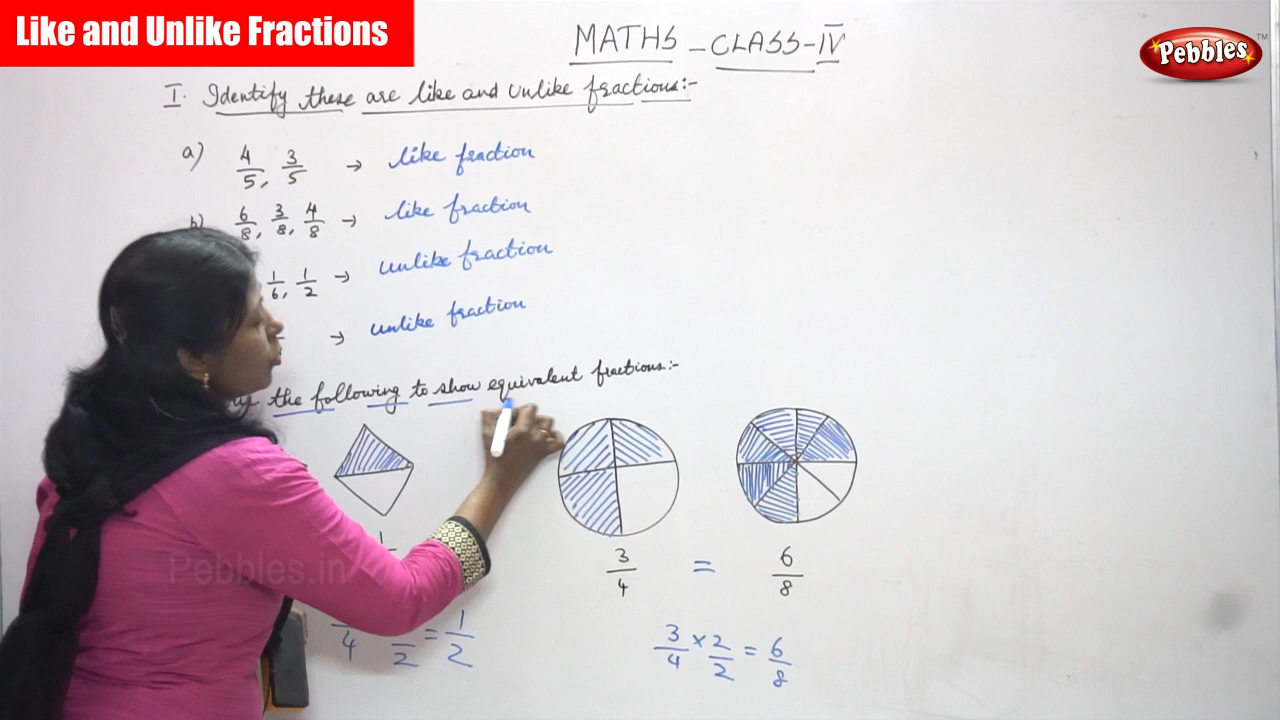 Like and Unlike Fractions
MATHS - CLASS-IV
Pebbles TM
I. Identify these are like and unlike fractions:-
a) 4/5, 3/5 → like fraction
b) 6/8, 3/8, 4/8 → like fraction
1/6, 1/2 → unlike fraction
→ unlike fraction
the following to show equivalent fractions:-
3/4 = 6/8
Pebbles.in
4 2 = 1/2
3/4 × 2/2 = 6/8